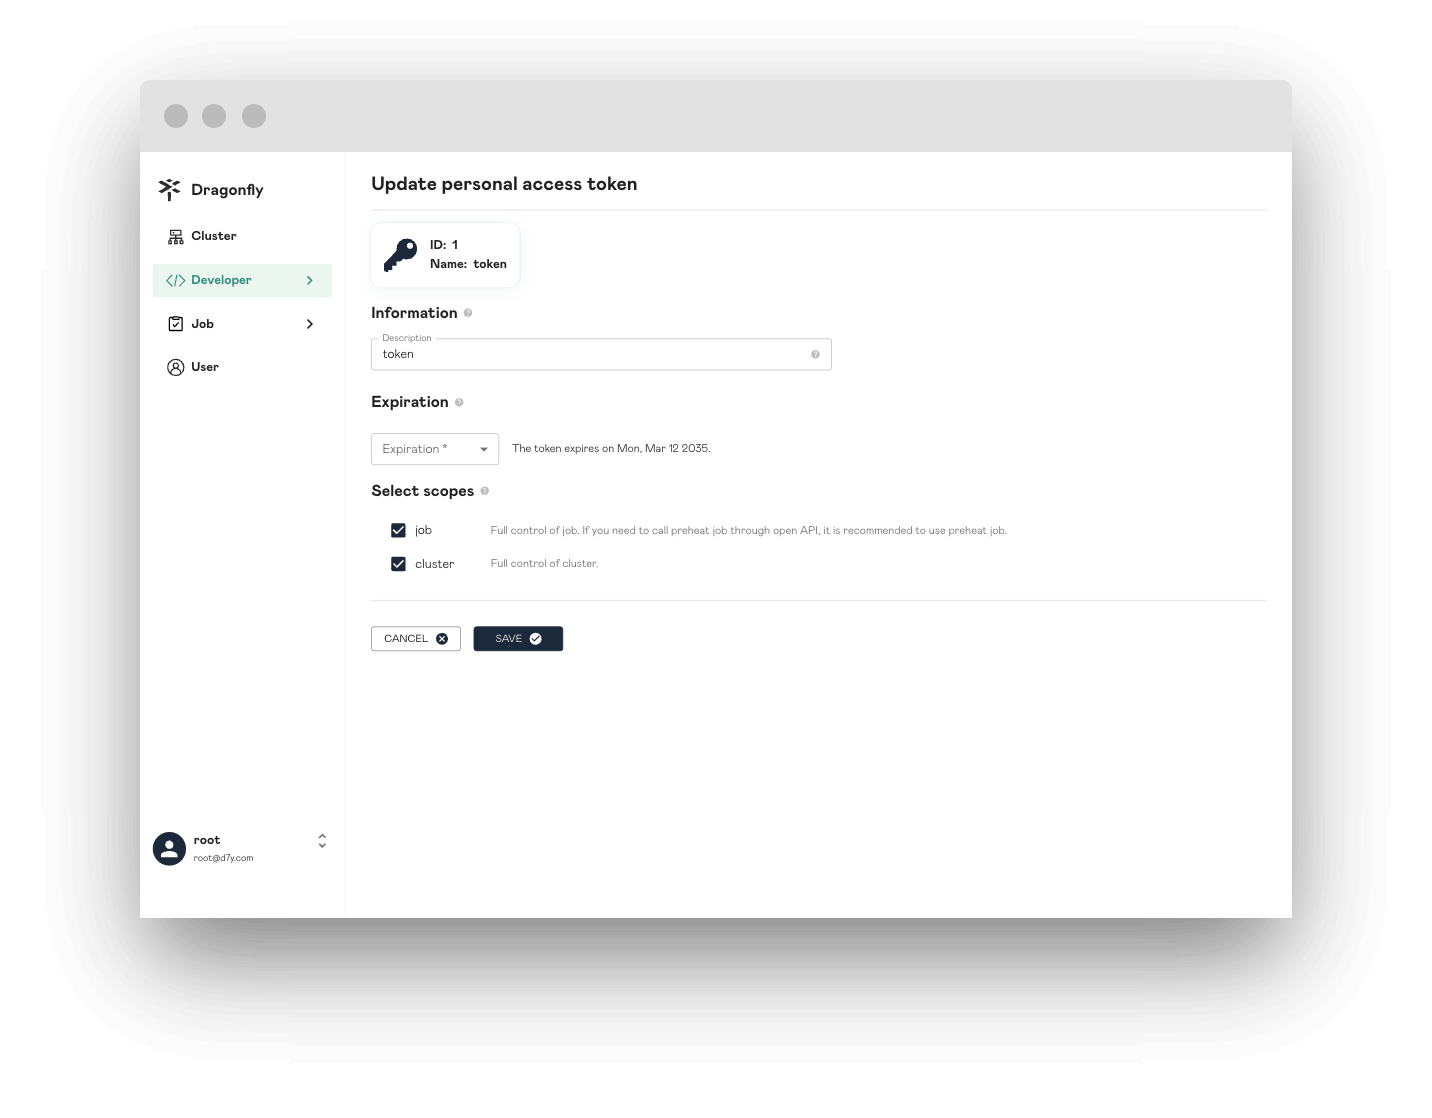 Dragonfly
Cluster
Developer
Job
User
root
root@d7y.com
Update personal access token
ID: 1
Name: token
Information
Description
token
Expiration
Expiration *
The token expires on Mon, Mar 12 2035.
Select scopes
job
Full control of job. If you need to call preheat job through open API, it is recommended to use preheat job.
cluster
Full control of cluster.
CANCEL
SAVE